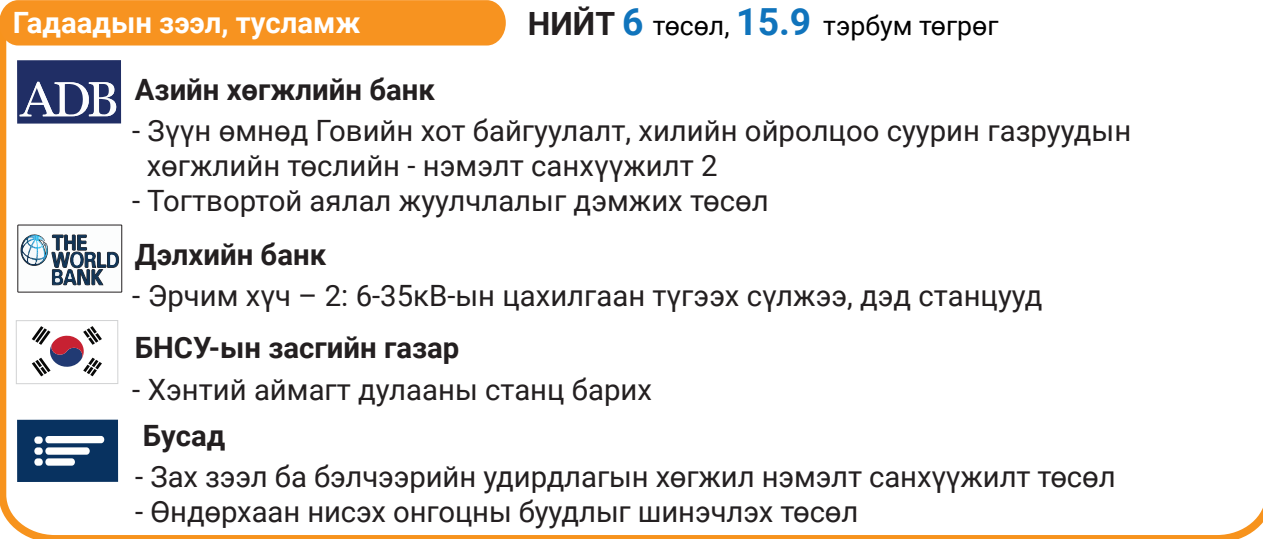 Гадаадын зээл, тусламж
НИЙТ 6 төсөл, 15.9 тэрбум төгрөг
ADB
Азийн хөгжлийн банк
- Зүүн өмнөд Говийн хот байгуулалт, хилийн ойролцоо суурин газруудын
хөгжлийн төслийн - нэмэлт санхүүжилт 2
- Тогтвортой аялал жуулчлалыг дэмжих төсөл
THE
WORLD
BANK
Дэлхийн банк
- Эрчим хүч – 2: 6-35кВ-ын цахилгаан түгээх сүлжээ, дэд станцууд
БНСУ-ын засгийн газар
- Хэнтий аймагт дулааны станц барих
Бусад
- Зах зээл ба бэлчээрийн удирдлагын хөгжил нэмэлт санхүүжилт төсөл
- Өндөрхаан нисэх онгоцны буудлыг шинэчлэх төсөл